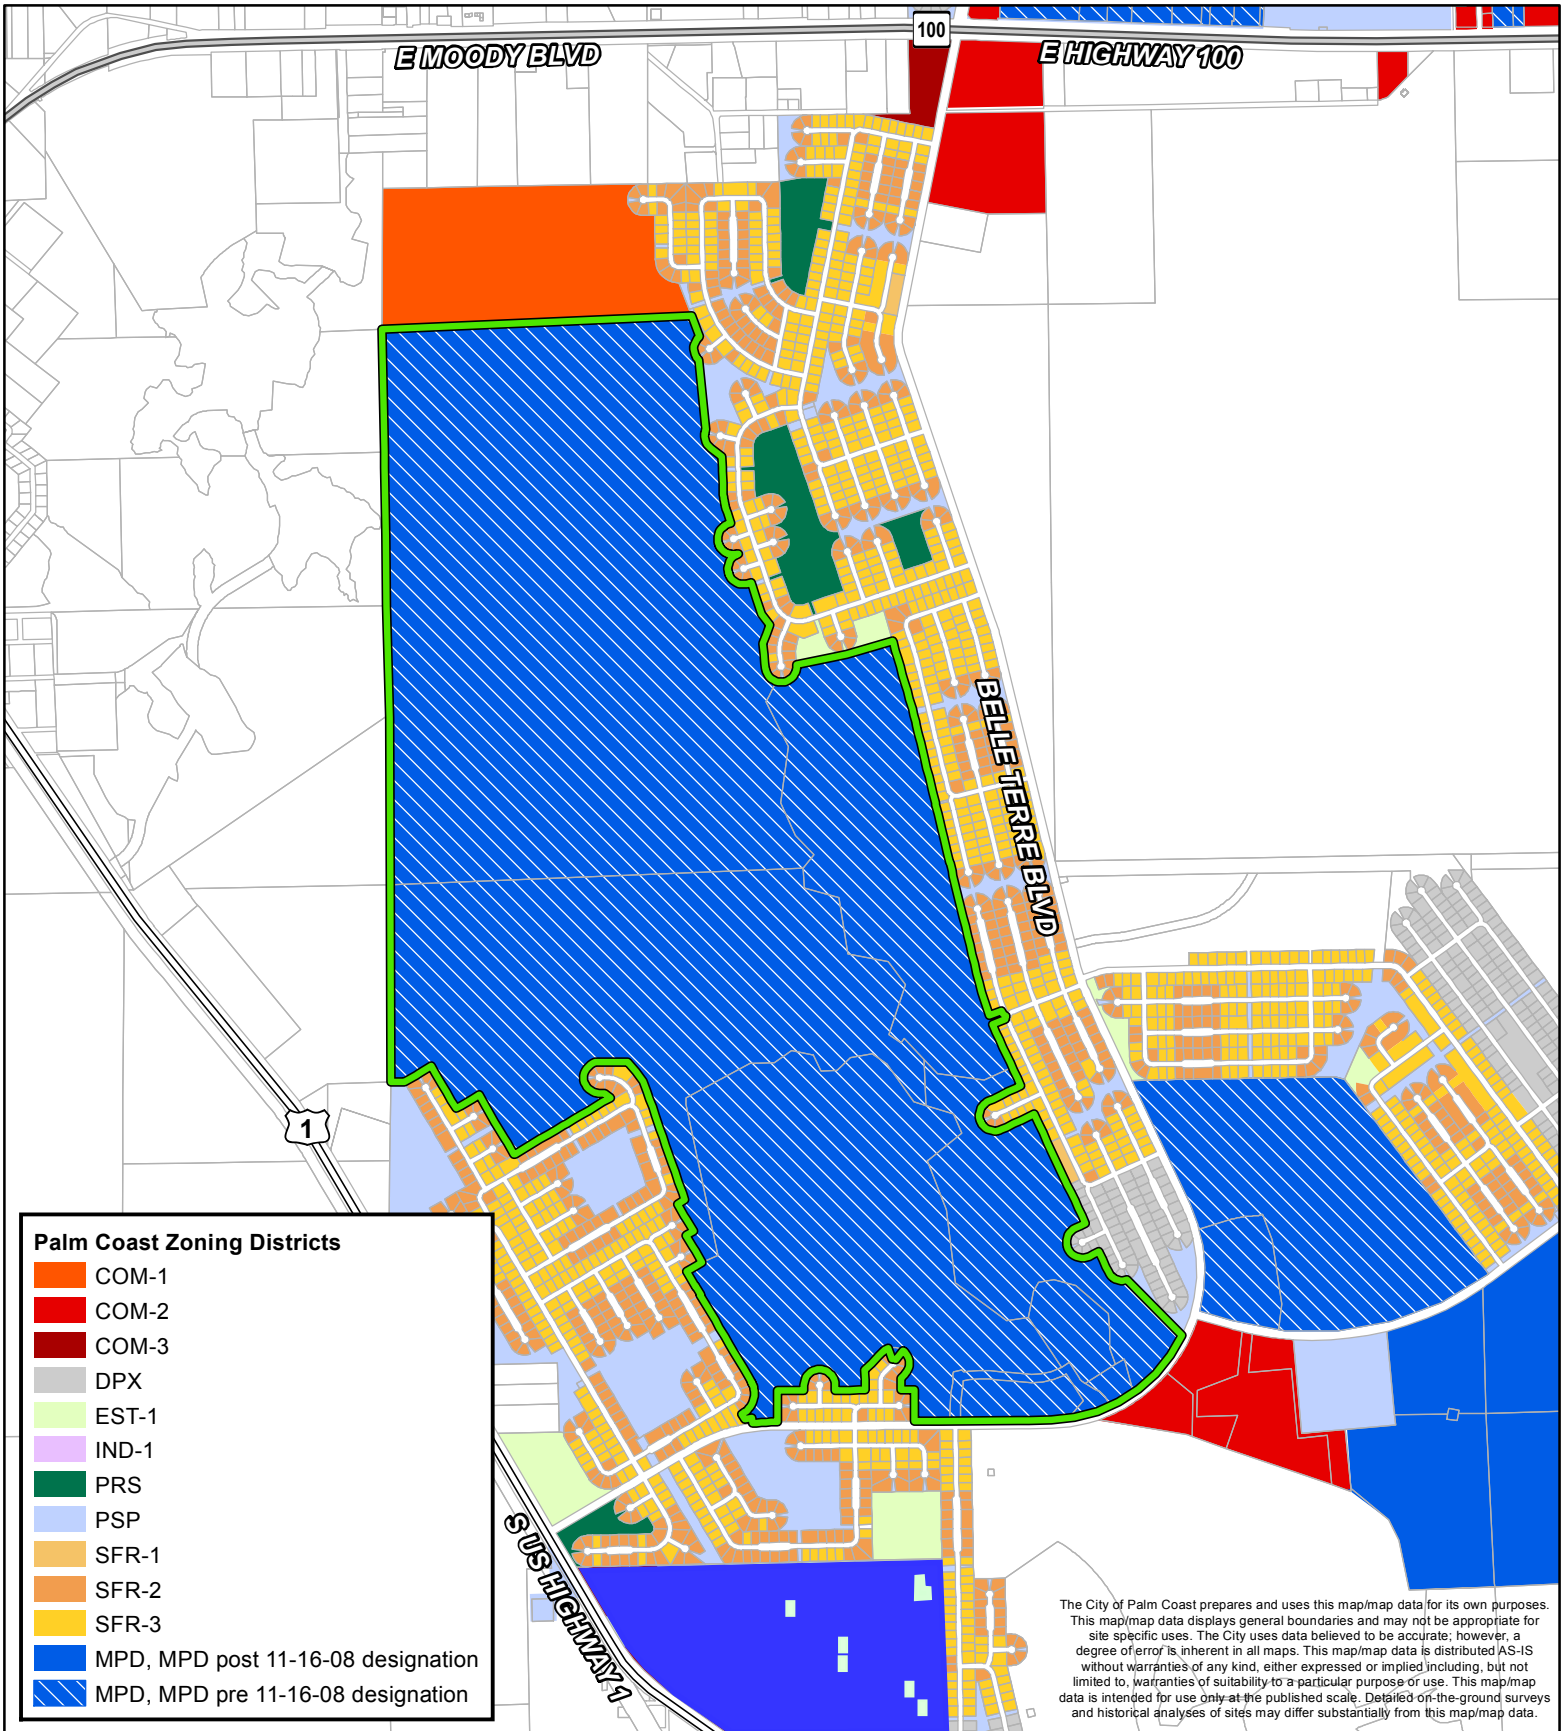 100
E MOODY BLVD
E HIGHWAY 100
BELLE TERRE BLVD
1
S US HIGHWAY 1
Palm Coast Zoning Districts
COM-1
COM-2
COM-3
DPX
EST-1
IND-1
PRS
PSP
SFR-1
SFR-2
SFR-3
MPD, MPD post 11-16-08 designation
MPD, MPD pre 11-16-08 designation
The City of Palm Coast prepares and uses this map/map data for its own purposes.
This map/map data displays general boundaries and may not be appropriate for
site specific uses. The City uses data believed to be accurate; however, a
degree of error is inherent in all maps. This map/map data is distributed AS-IS
without warranties of any kind, either expressed or implied including, but not
limited to, warranties of suitability to a particular purpose or use. This map/map
data is intended for use only at the published scale. Detailed on-the-ground surveys
and historical analyses of sites may differ substantially from this map/map data.